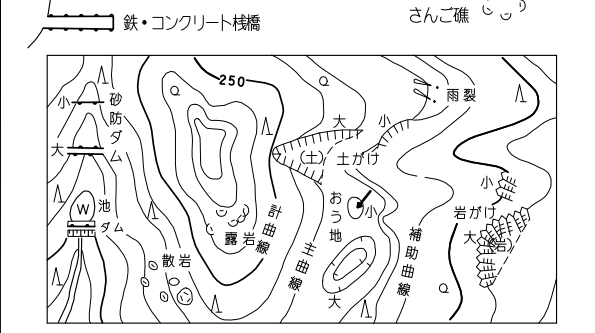 鉄・コンクリート桟橋
さんご礁
250
小
砂防ダム
大
W
池
ダム
大
小
雨裂
(土)
土がけ
小
岩がけ
大
(岩)
おう地
小
大
計曲線
主曲線
補助曲線
露岩
散岩